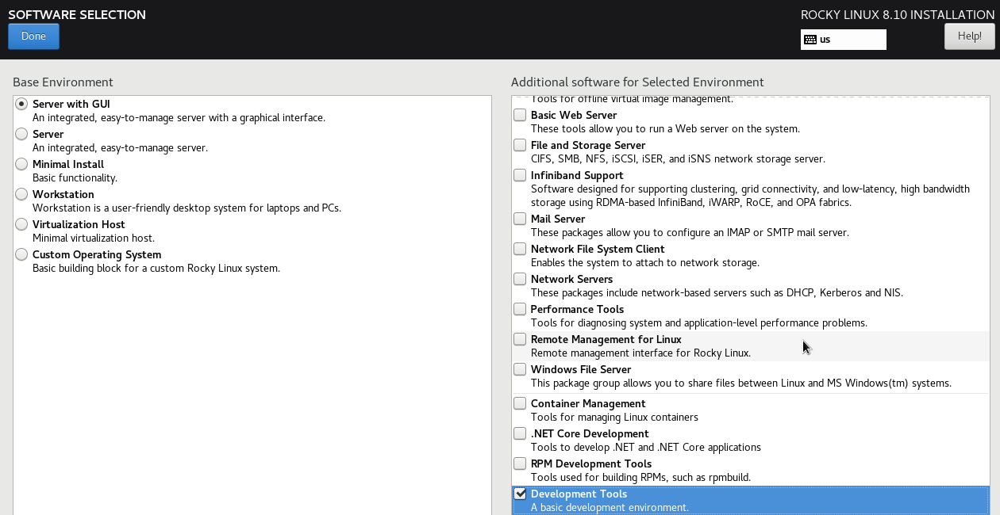 SOFTWARE SELECTION
ROCKY LINUX 8.10 INSTALLATION
Done
us
Help!
Base Environment
Server with GUI
An integrated, easy-to-manage server with a graphical interface.
Server
An integrated, easy-to-manage server.
Minimal Install
Basic functionality.
Workstation
Workstation is a user-friendly desktop system for laptops and PCs.
Virtualization Host
Minimal virtualization host.
Custom Operating System
Basic building block for a custom Rocky Linux system.
Additional software for Selected Environment
Tools for offline virtual image management.
Basic Web Server
These tools allow you to run a Web server on the system.
File and Storage Server
CIFS, SMB, NFS, iSCSI, iSER, and iSNS network storage server.
Infiniband Support
Software designed for supporting clustering, grid connectivity, and low-latency, high bandwidth
storage using RDMA-based InfiniBand, iWARP, RoCE, and OPA fabrics.
Mail Server
These packages allow you to configure an IMAP or SMTP mail server.
Network File System Client
Enables the system to attach to network storage.
Network Servers
These packages include network-based servers such as DHCP, Kerberos and NIS.
Performance Tools
Tools for diagnosing system and application-level performance problems.
Remote Management for Linux
Remote management interface for Rocky Linux.
Windows File Server
This package group allows you to share files between Linux and MS Windows(tm) systems.
Container Management
Tools for managing Linux containers
.NET Core Development
Tools to develop .NET and .NET Core applications
RPM Development Tools
Tools used for building RPMs, such as rpmbuild.
Development Tools
A basic development environment.